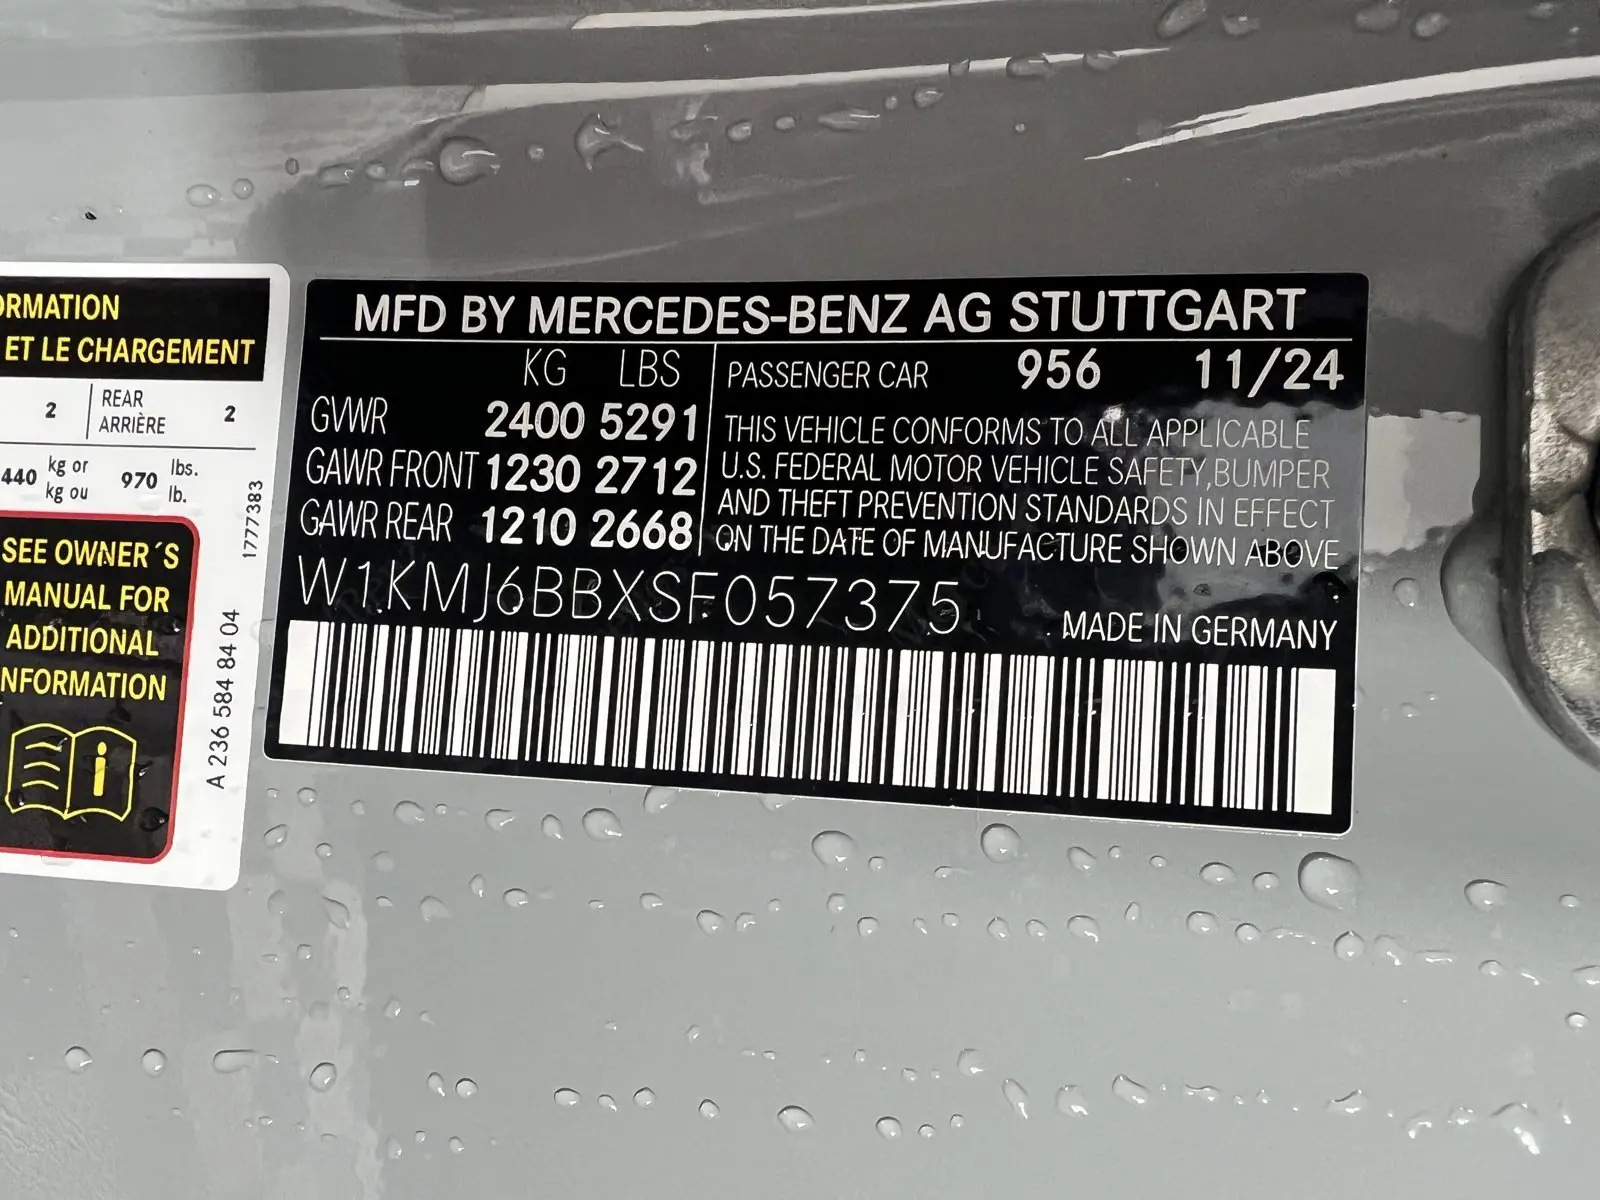 ORMATION
ET LE CHARGEMENT
2 REAR ARRIÈRE 2
440 kg or kg ou 970 lbs. lb.
SEE OWNER´S
MANUAL FOR
ADDITIONAL
NFORMATION
1777383
A 236 584 84 04
MFD BY MERCEDES-BENZ AG STUTTGART
KG LBS
GVWR 2400 5291
GAWR FRONT 1230 2712
GAWR REAR 1210 2668
PASSENGER CAR 956 11/24
THIS VEHICLE CONFORMS TO ALL APPLICABLE
U.S. FEDERAL MOTOR VEHICLE SAFETY,BUMPER
AND THEFT PREVENTION STANDARDS IN EFFECT
ON THE DATE OF MANUFACTURE SHOWN ABOVE
W1KMJ6BBXSF057375
MADE IN GERMANY